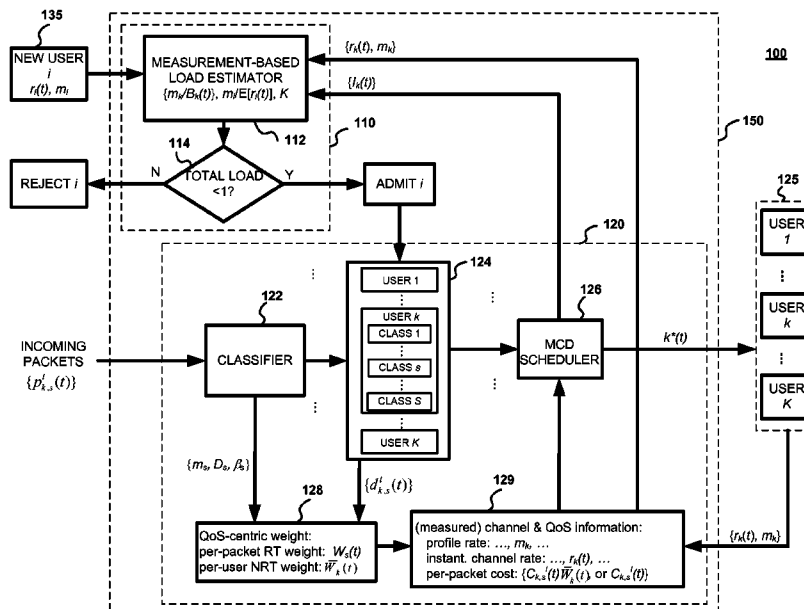 135
NEW USER
i
r_i(t), m_i
MEASUREMENT-BASED
LOAD ESTIMATOR
{m_k/B_k(t)}, m_i/E[r_i(t)], K
{r_k(t), m_k}
{I_k(t)}
100
112
110
150
114
N
TOTAL LOAD
<1?
Y
REJECT i
ADMIT i
120
125
USER
1
USER
k
USER
K
122
124
126
INCOMING
PACKETS
{p^l_{k,s}(t)}
CLASSIFIER
USER 1
USER k
CLASS 1
CLASS s
CLASS S
USER K
MCD
SCHEDULER
k*(t)
{m_s, D_s, β_s}
{d^l_{k,s}(t)}
{r_k(t), m_k}
128
129
QoS-centric weight:
per-packet RT weight: W_s(t)
per-user NRT weight: W̄_k(t)
(measured) channel & QoS information:
profile rate: ..., m_k, ...
instant. channel rate: ..., r_k(t), ...
per-packet cost: {C_{k,s}^l(t)W̄_k(t), or C_{k,s}^l(t)}